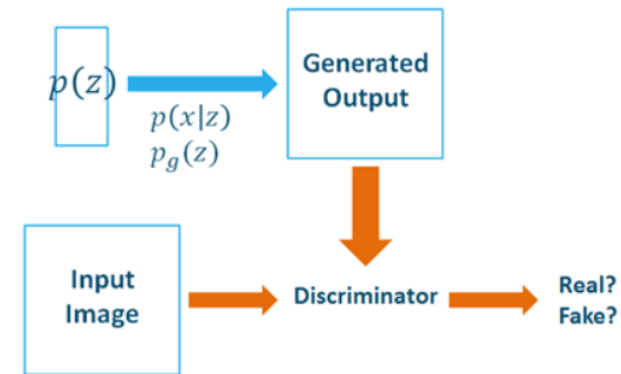 p(z)
p(x|z)
p_g(z)
Generated
Output
Input
Image
Discriminator
Real?
Fake?